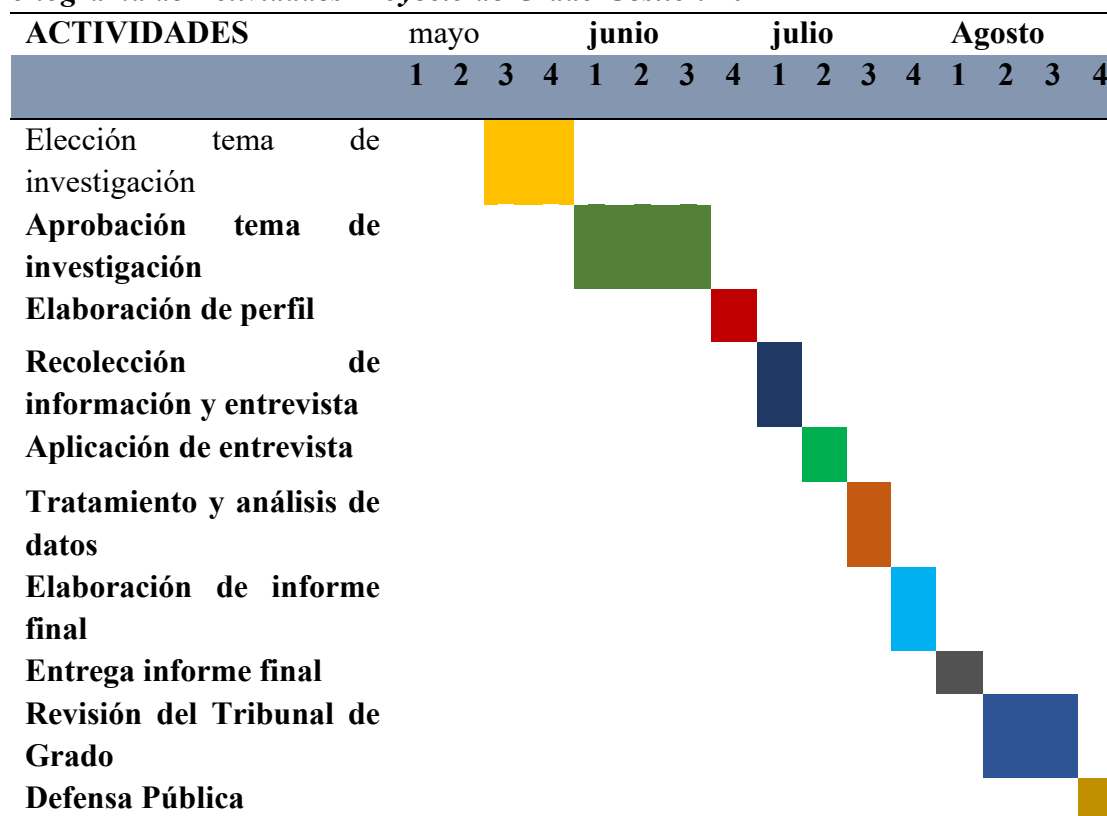 ACTIVIDADES mayo junio julio Agosto
1 2 3 4 1 2 3 4 1 2 3 4 1 2 3 4
Elección tema de
investigación
Aprobación tema de
investigación
Elaboración de perfil
Recolección de
información y entrevista
Aplicación de entrevista
Tratamiento y análisis de
datos
Elaboración de informe
final
Entrega informe final
Revisión del Tribunal de
Grado
Defensa Pública